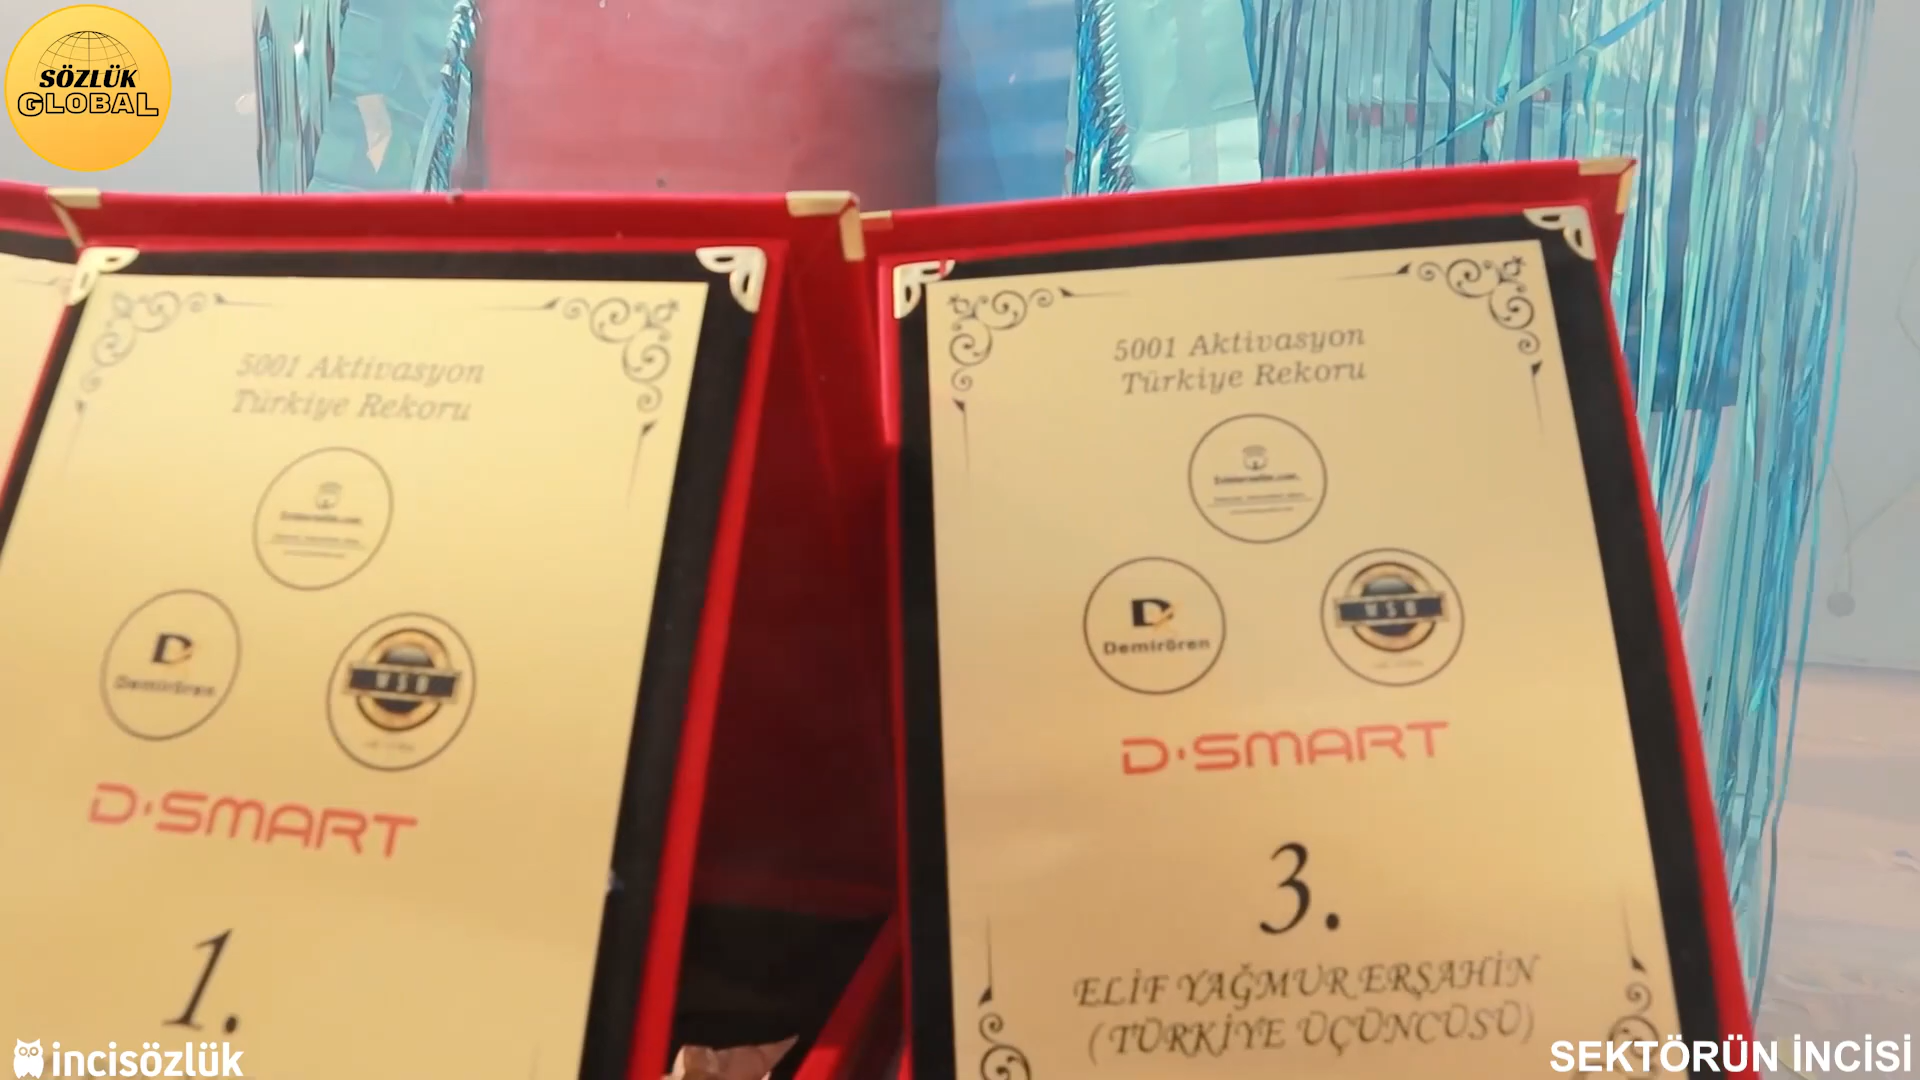 SÖZLÜK
GLOBAL
5001 Aktivasyon
Türkiye Rekoru
Demirören
D·SMART
1.
5001 Aktivasyon
Türkiye Rekoru
Demirören
D·SMART
3.
ELİF YAĞMUR ERŞAHİN
(TÜRKİYE ÜÇÜNCÜSÜ)
incisözlük
SEKTÖRÜN İNCİSİ